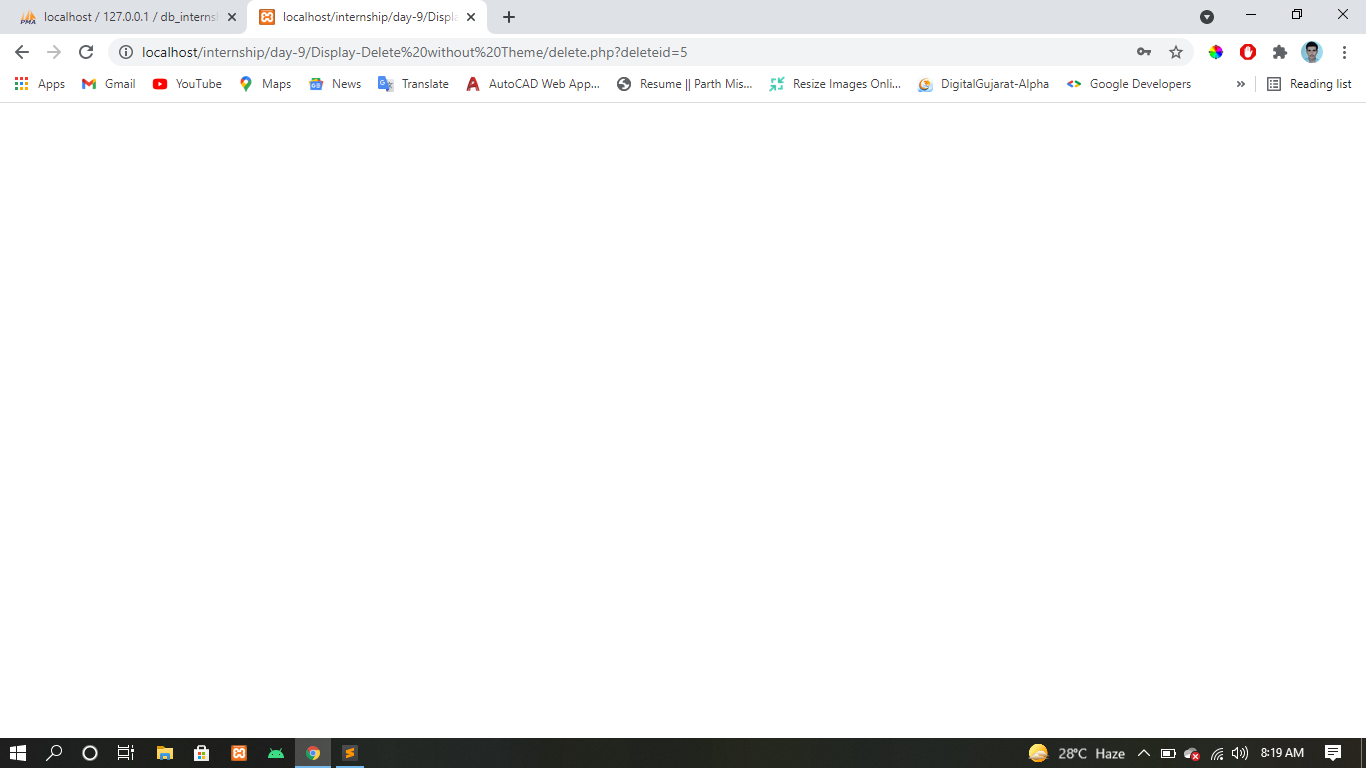 localhost / 127.0.0.1 / db_interns
localhost/internship/day-9/Displa
localhost/internship/day-9/Display-Delete%20without%20Theme/delete.php?deleteid=5
Apps Gmail YouTube Maps News Translate AutoCAD Web App... Resume || Parth Mis... Resize Images Onli... DigitalGujarat-Alpha Google Developers » Reading list
28°C Haze 8:19 AM